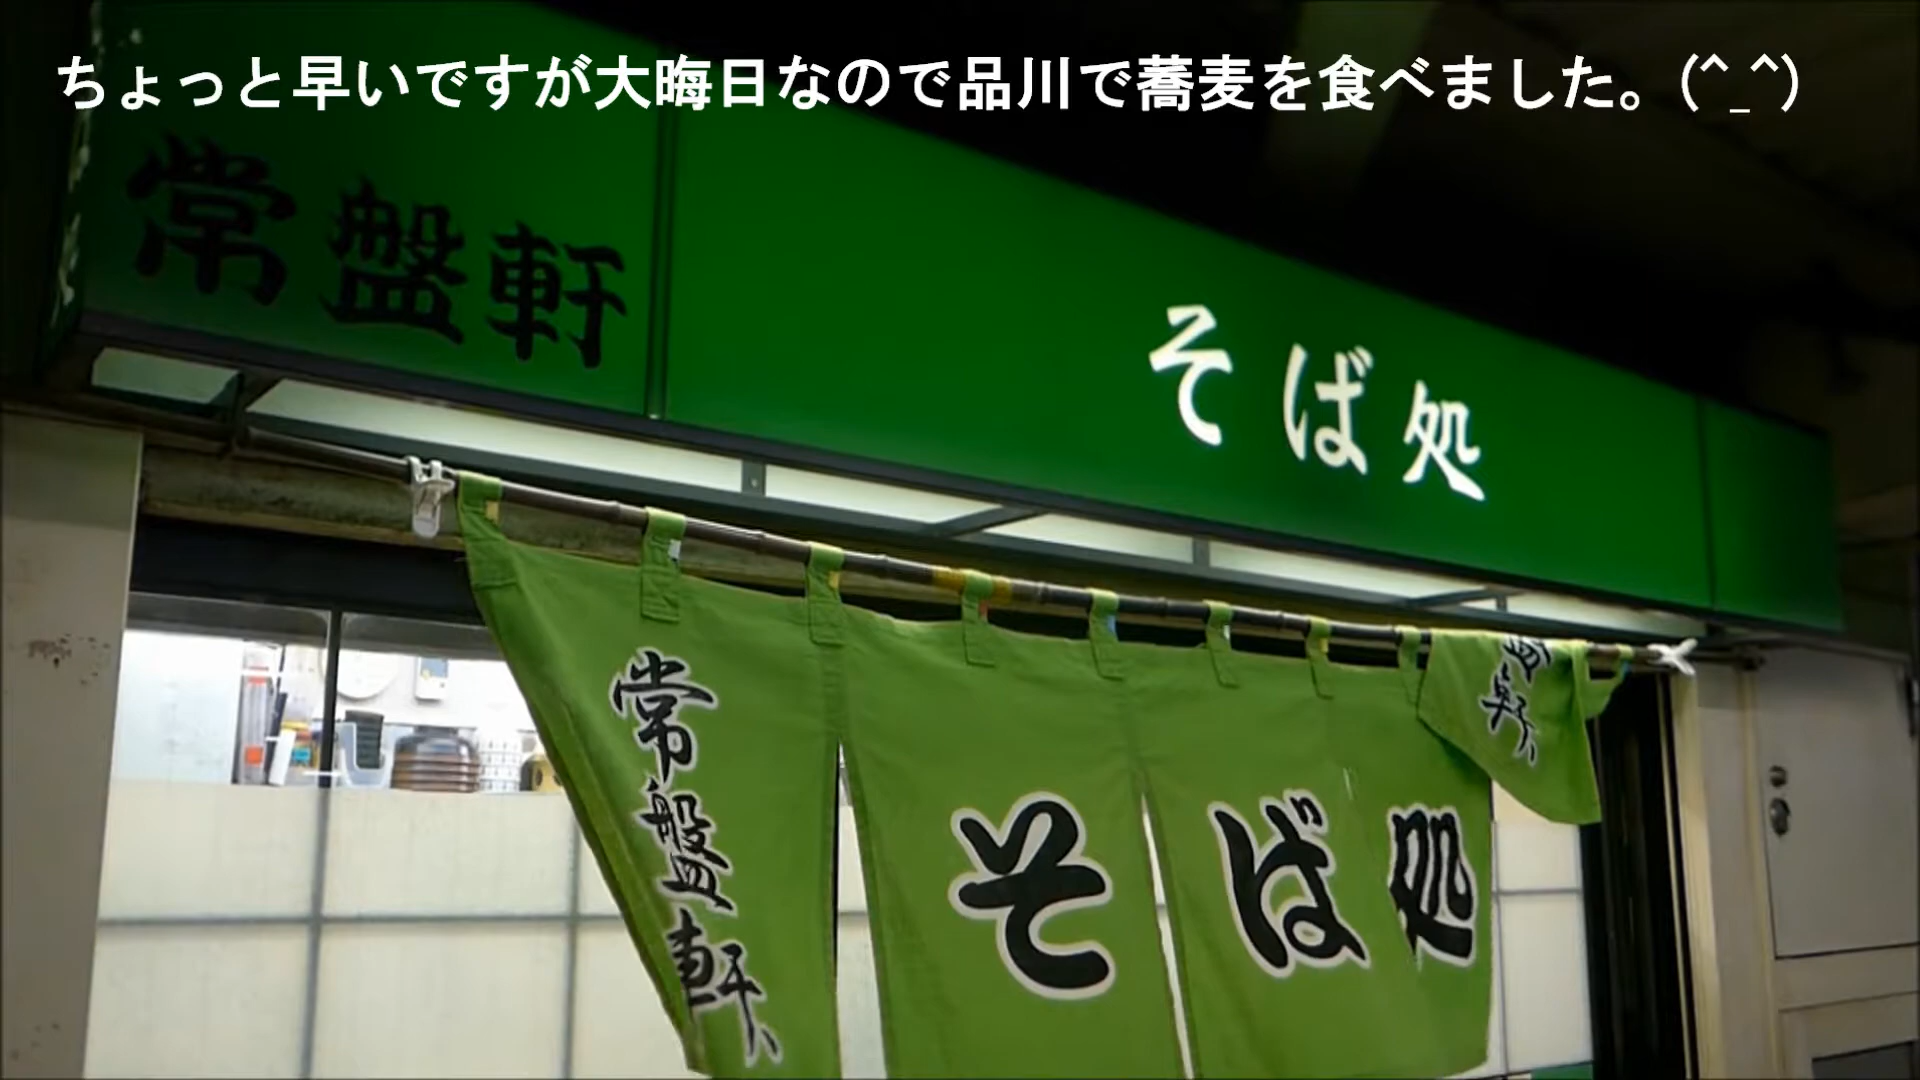 ちょっと早いですが大晦日なので品川で蕎麦を食べました。(^_^)
常盤軒
そば処
常盤軒
そば処
盤軒